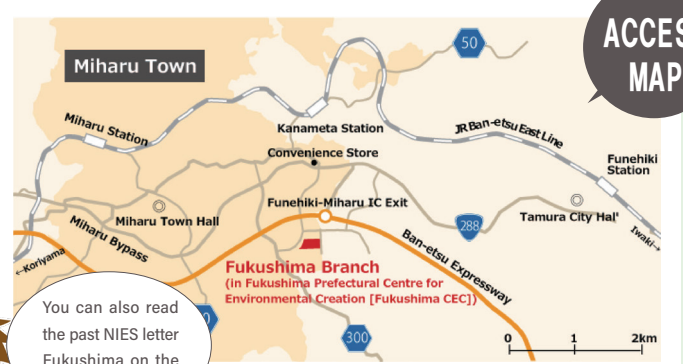 ACCES
MAP
Miharu Town
50
Miharu Station
Kanameta Station
JR Ban-etsu East Line
Convenience Store
Funehiki
Station
Miharu Town Hall
Funehiki-Miharu IC Exit
288
Tamura City Hal'
Iwaki→
Miharu Bypass
←Koriyama
Ban-etsu Expressway
Fukushima Branch
(in Fukushima Prefectural Centre for
Environmental Creation [Fukushima CEC])
300
0 1 2km
You can also read
the past NIES letter
Fukushima on the